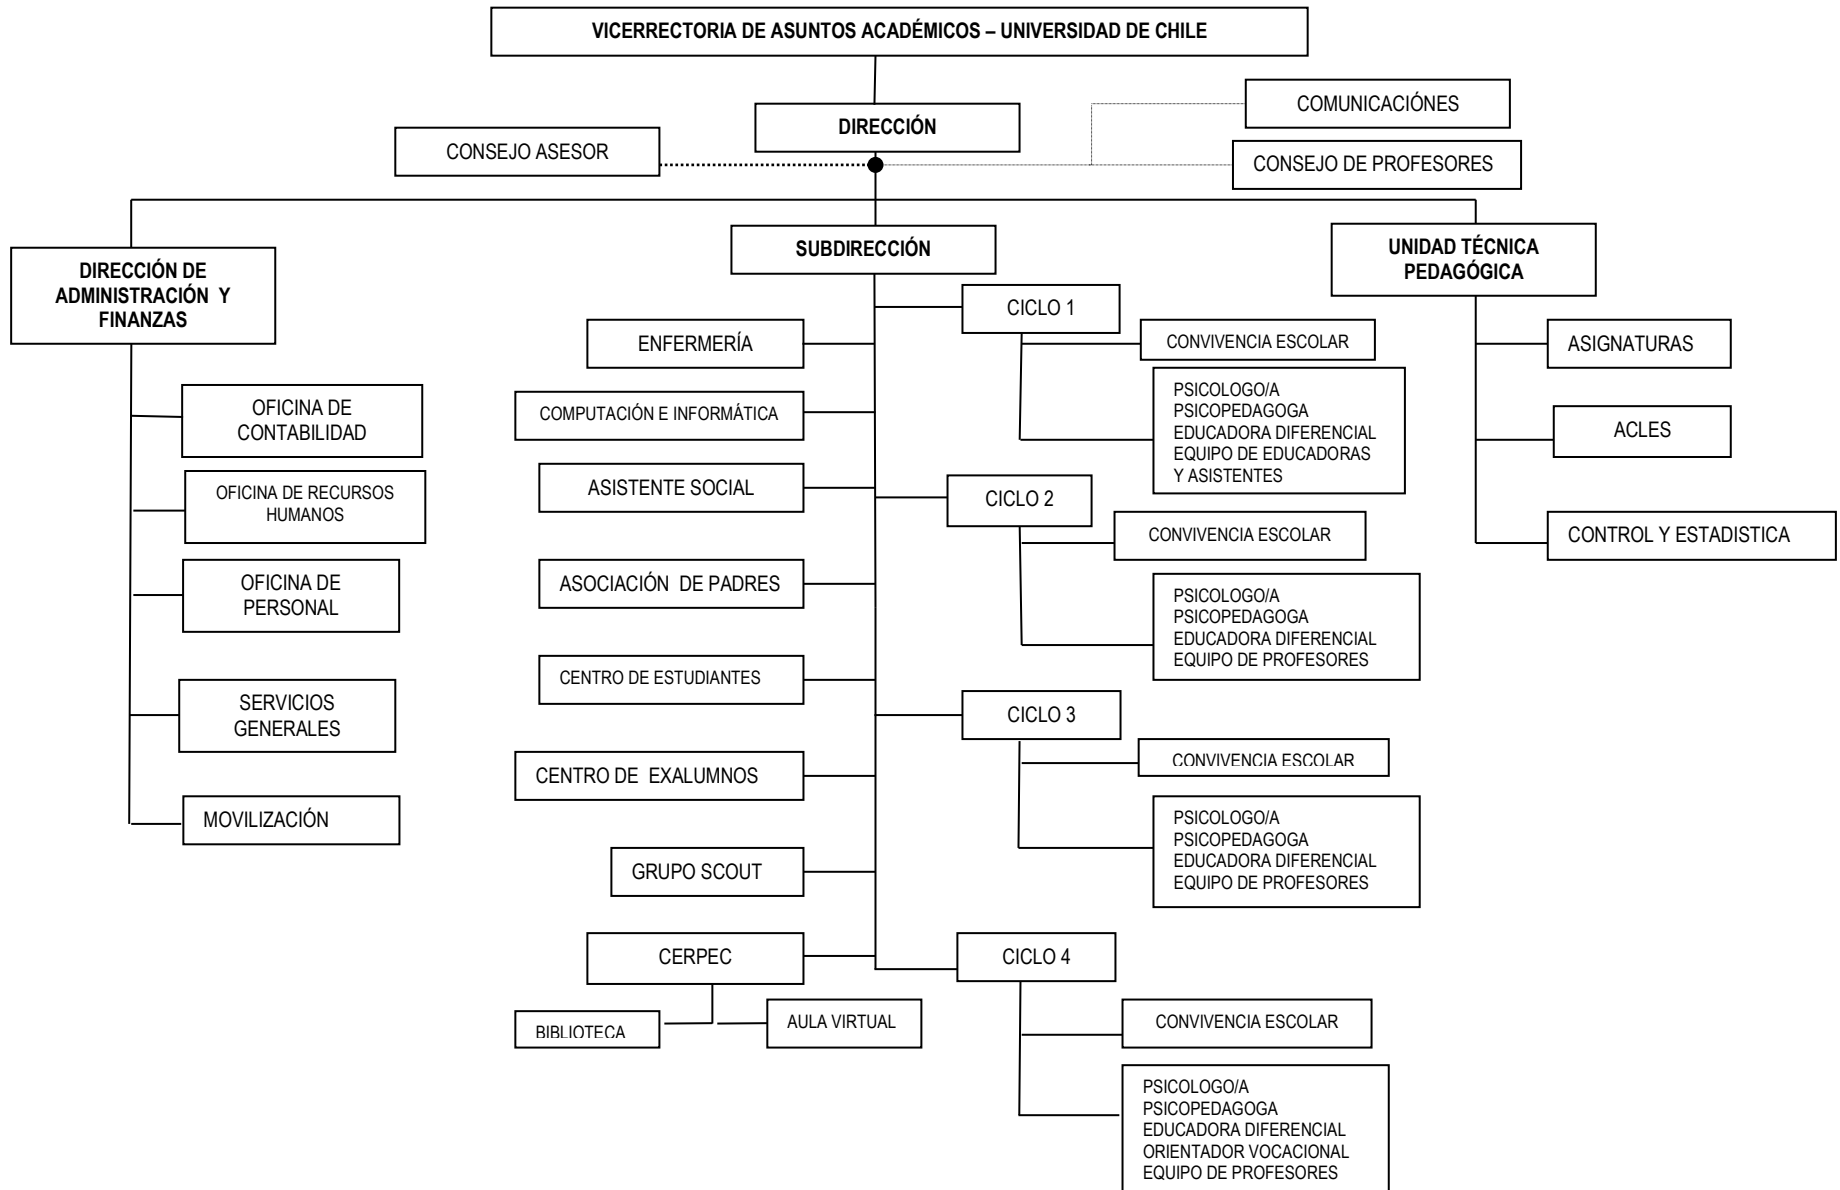 VICERRECTORIA DE ASUNTOS ACADÉMICOS – UNIVERSIDAD DE CHILE
DIRECCIÓN
COMUNICACIÓNES
CONSEJO ASESOR
CONSEJO DE PROFESORES
DIRECCIÓN DE
ADMINISTRACIÓN Y
FINANZAS
OFICINA DE
CONTABILIDAD
OFICINA DE RECURSOS
HUMANOS
OFICINA DE
PERSONAL
SERVICIOS
GENERALES
MOVILIZACIÓN
SUBDIRECCIÓN
ENFERMERÍA
COMPUTACIÓN E INFORMÁTICA
ASISTENTE SOCIAL
ASOCIACIÓN DE PADRES
CENTRO DE ESTUDIANTES
CENTRO DE EXALUMNOS
GRUPO SCOUT
CERPEC
BIBLIOTECA
AULA VIRTUAL
CICLO 1
CONVIVENCIA ESCOLAR
PSICOLOGO/A
PSICOPEDAGOGA
EDUCADORA DIFERENCIAL
EQUIPO DE EDUCADORAS
Y ASISTENTES
CICLO 2
CONVIVENCIA ESCOLAR
PSICOLOGO/A
PSICOPEDAGOGA
EDUCADORA DIFERENCIAL
EQUIPO DE PROFESORES
CICLO 3
CONVIVENCIA ESCOLAR
PSICOLOGO/A
PSICOPEDAGOGA
EDUCADORA DIFERENCIAL
EQUIPO DE PROFESORES
CICLO 4
CONVIVENCIA ESCOLAR
PSICOLOGO/A
PSICOPEDAGOGA
EDUCADORA DIFERENCIAL
ORIENTADOR VOCACIONAL
EQUIPO DE PROFESORES
UNIDAD TÉCNICA
PEDAGÓGICA
ASIGNATURAS
ACLES
CONTROL Y ESTADISTICA